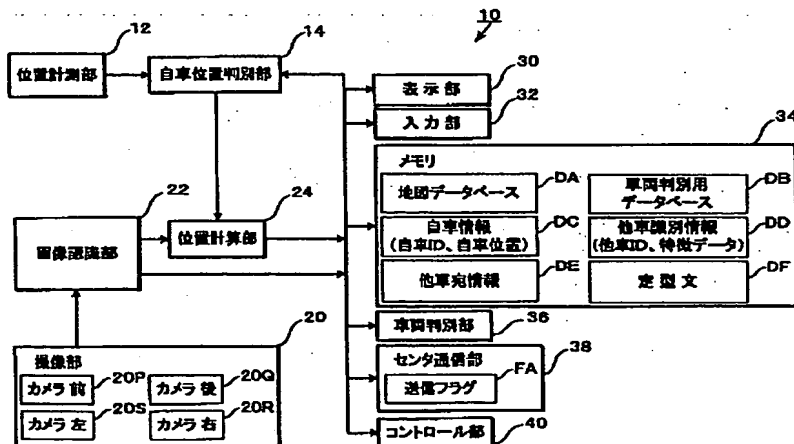 10
12
位置計測部
14
自車位置判別部
30
表示部
32
入力部
34
メモリ
地図データベース
DA
車両判別用
データベース
DB
自車情報
(自車ID、自車位置)
DC
他車識別情報
(他車ID、特徴データ)
DD
他車宛情報
DE
定型文
DF
22
画像認識部
24
位置計算部
36
車両判別部
38
センタ通信部
送信フラグ
FA
40
コントロール部
20
撮像部
カメラ前
20P
カメラ後
20Q
カメラ左
20S
カメラ右
20R